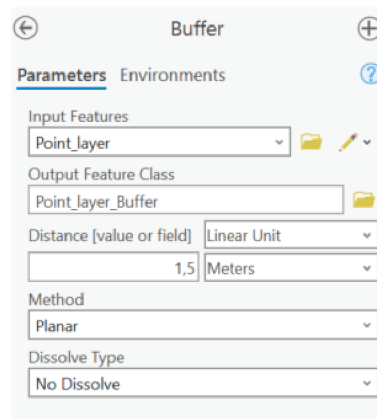 Buffer
Parameters Environments
?
Input Features
Point_layer
Output Feature Class
Point_layer_Buffer
Distance [value or field] Linear Unit
1,5 Meters
Method
Planar
Dissolve Type
No Dissolve